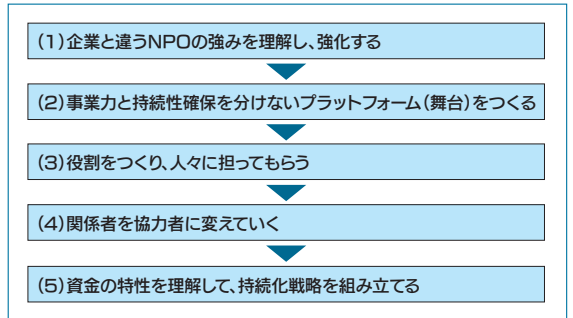 (1)企業と違うNPOの強みを理解し、強化する
(2)事業力と持続性確保を分けないプラットフォーム(舞台)をつくる
(3)役割をつくり、人々に担ってもらう
(4)関係者を協力者に変えていく
(5)資金の特性を理解して、持続化戦略を組み立てる